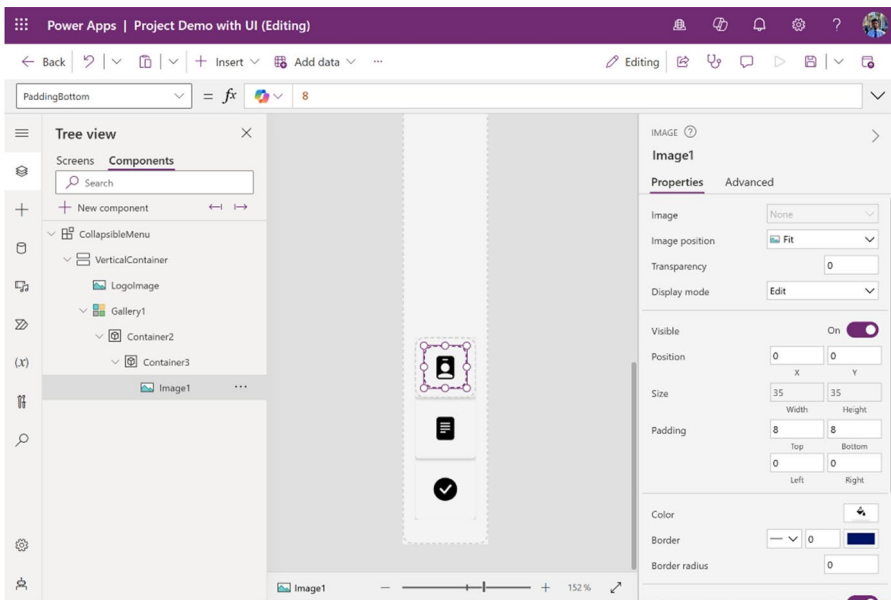 Power Apps | Project Demo with UI (Editing)
Back
Insert
Add data
Editing
PaddingBottom
= fx
8
Tree view
Screens Components
Search
New component
CollapsibleMenu
VerticalContainer
LogoImage
Gallery1
Container2
Container3
Image1
Image1
152 %
IMAGE
Image1
Properties Advanced
Image None
Image position Fit
Transparency 0
Display mode Edit
Visible On
Position 0 0
X Y
Size 35 35
Width Height
Padding 8 8
Top Bottom
0 0
Left Right
Color
Border 0
Border radius 0